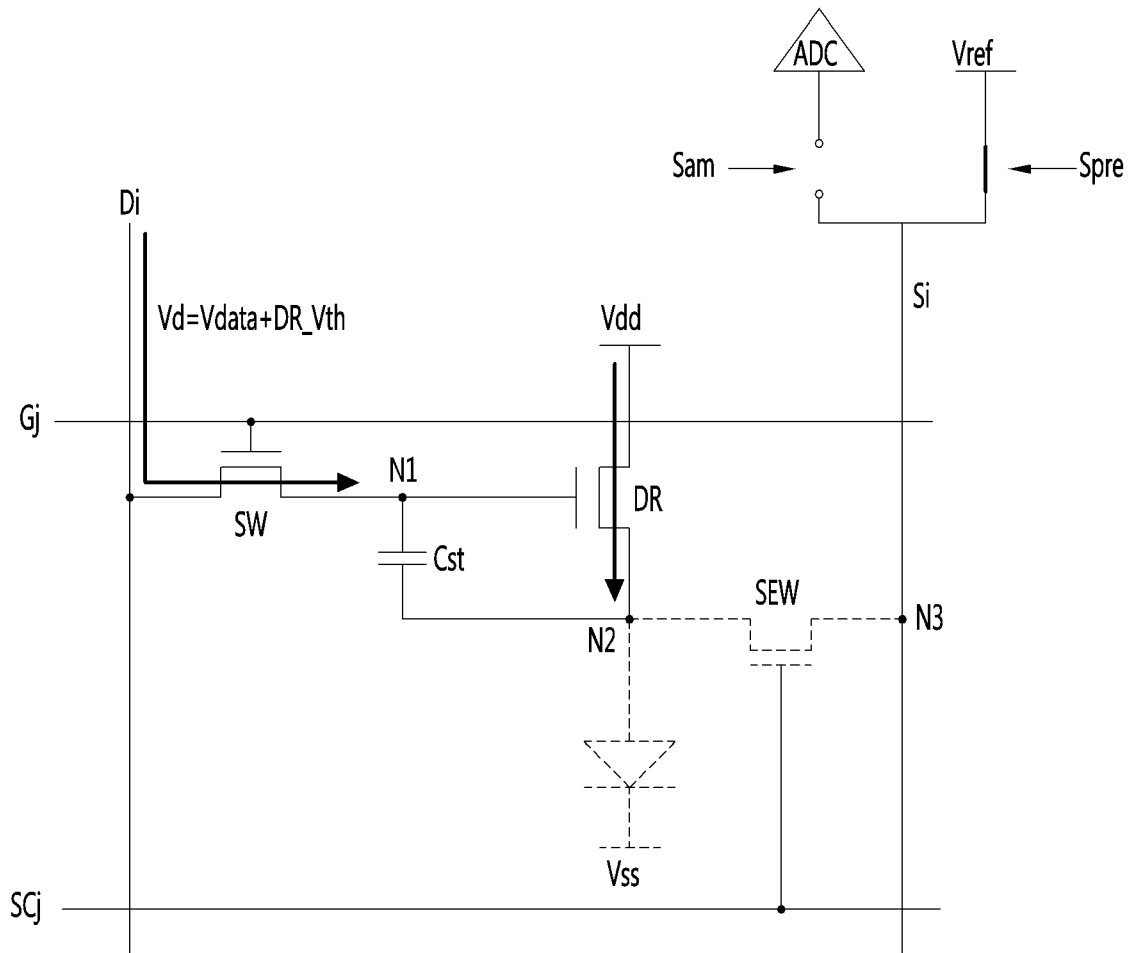 ADC
Vref
Sam
Spre
Di
Si
Vd=Vdata+DR_Vth
Vdd
Gj
N1
DR
SW
Cst
SEW
N3
N2
Vss
SCj